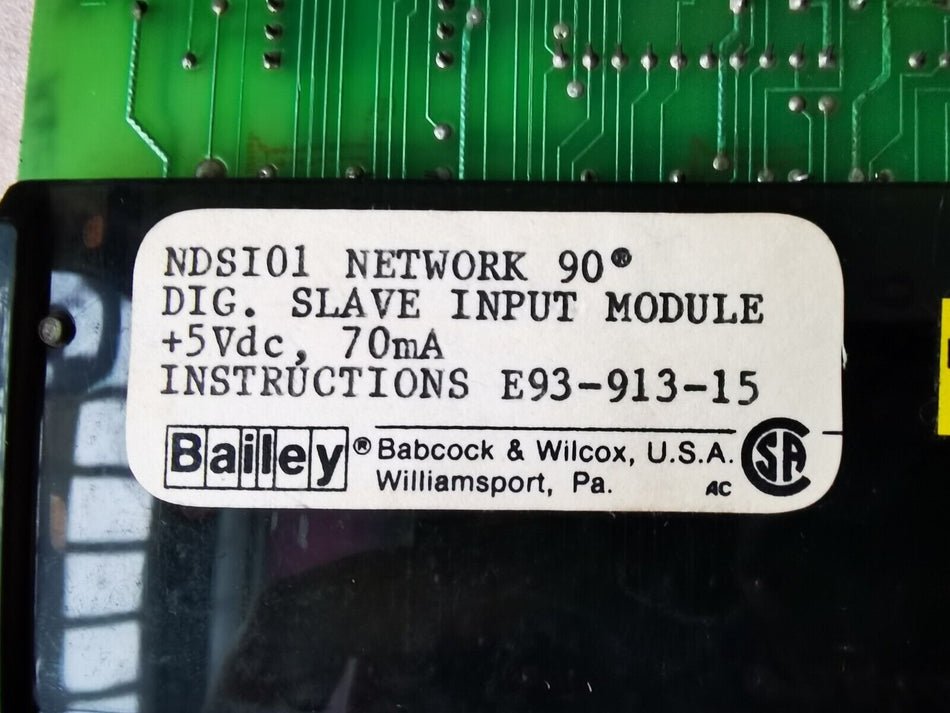 NDSI01 NETWORK 90®
DIG. SLAVE INPUT MODULE
+5Vdc, 70mA
INSTRUCTIONS E93-913-15
Bailey® Babcock & Wilcox, U.S.A.
Williamsport, Pa.
AC
SA